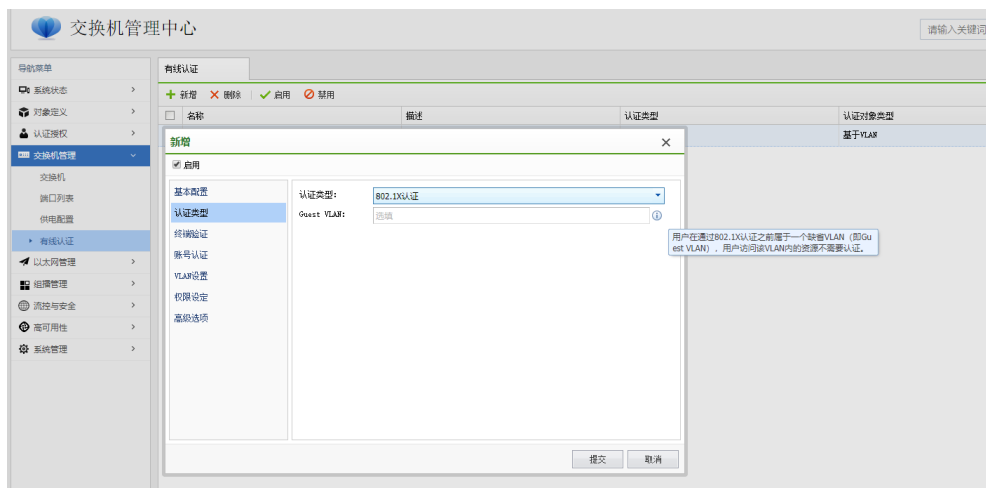 交换机管理中心
请输入关键词
导航菜单
系统状态
对象定义
认证授权
交换机管理
交换机
端口列表
供电配置
有线认证
以太网管理
组播管理
流控与安全
高可用性
系统管理
有线认证
新增 删除 启用 禁用
名称 描述 认证类型 认证对象类型
基于VLAN
新增
启用
基本配置
认证类型
终端验证
账号认证
VLAN设置
权限设定
高级选项
认证类型: 802.1X认证
Guest VLAN: 选填
用户在通过802.1X认证之前属于一个缺省VLAN（即Gu
est VLAN），用户访问该VLAN内的资源不需要认证。
提交 取消